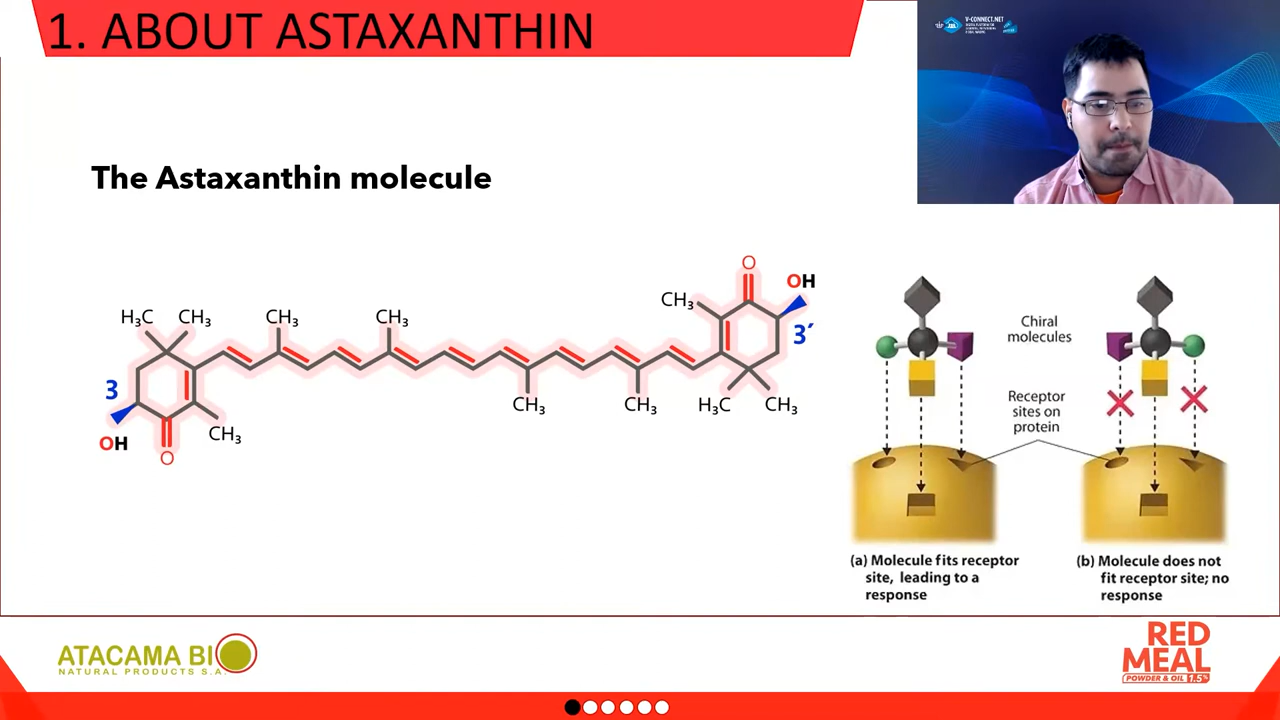 1. ABOUT ASTAXANTHIN
V-CONNECT.NET
The Astaxanthin molecule
O
OH
CH₃
3′
H₃C CH₃
CH₃
CH₃
3
OH
O
CH₃
CH₃
CH₃
H₃C
CH₃
Chiral
molecules
Receptor
sites on
protein
(a) Molecule fits receptor
site, leading to a
response
(b) Molecule does not
fit receptor site; no
response
ATACAMA BIO
NATURAL PRODUCTS S.A.
RED
MEAL
POWDER & OIL 1.5%